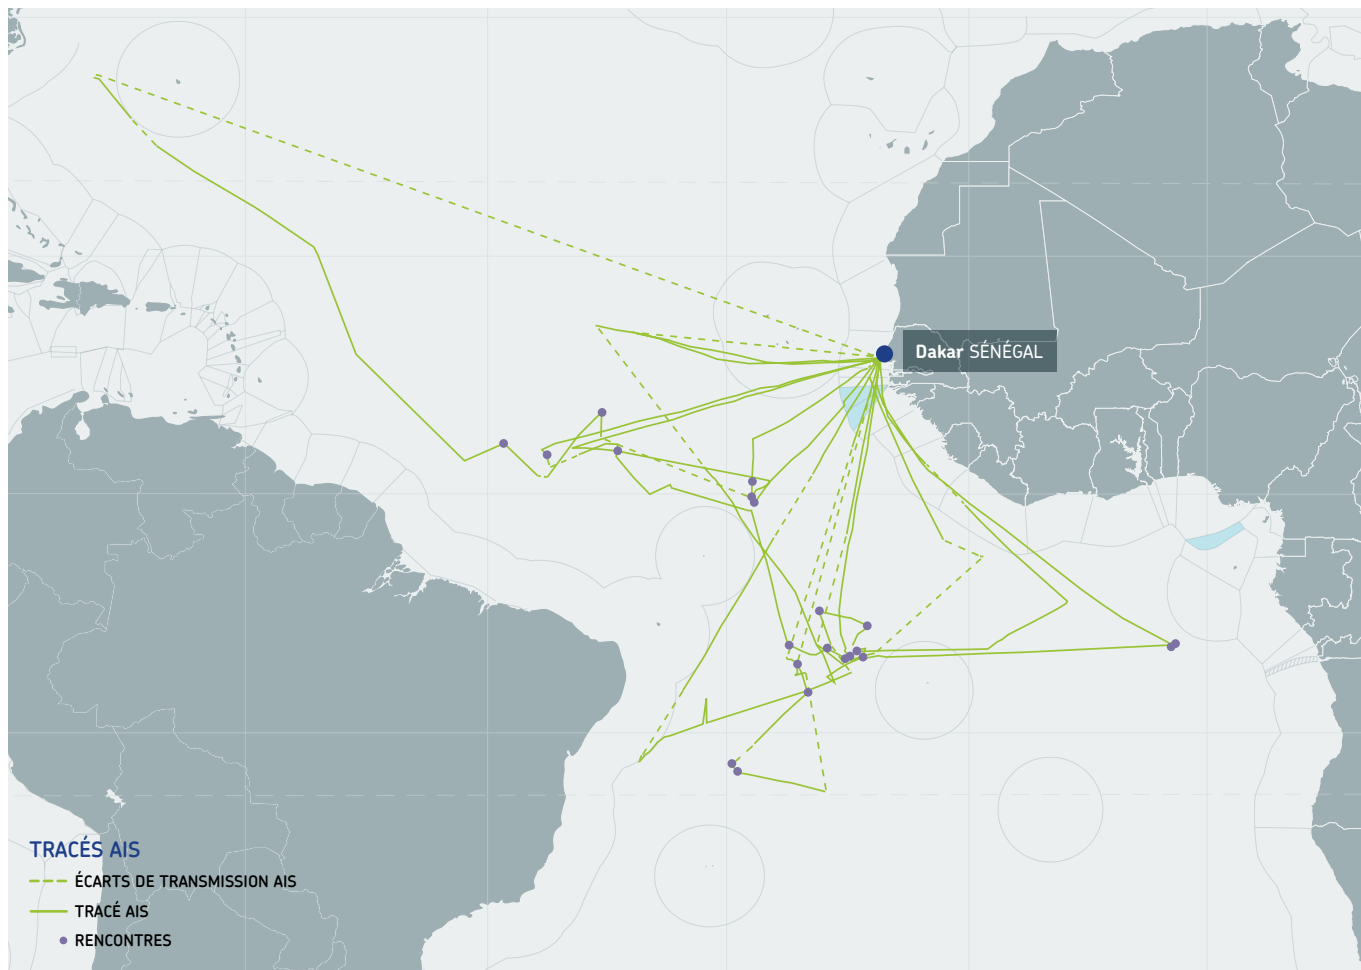 Dakar SÉNÉGAL
TRACÉS AIS
ÉCARTS DE TRANSMISSION AIS
TRACÉ AIS
RENCONTRES